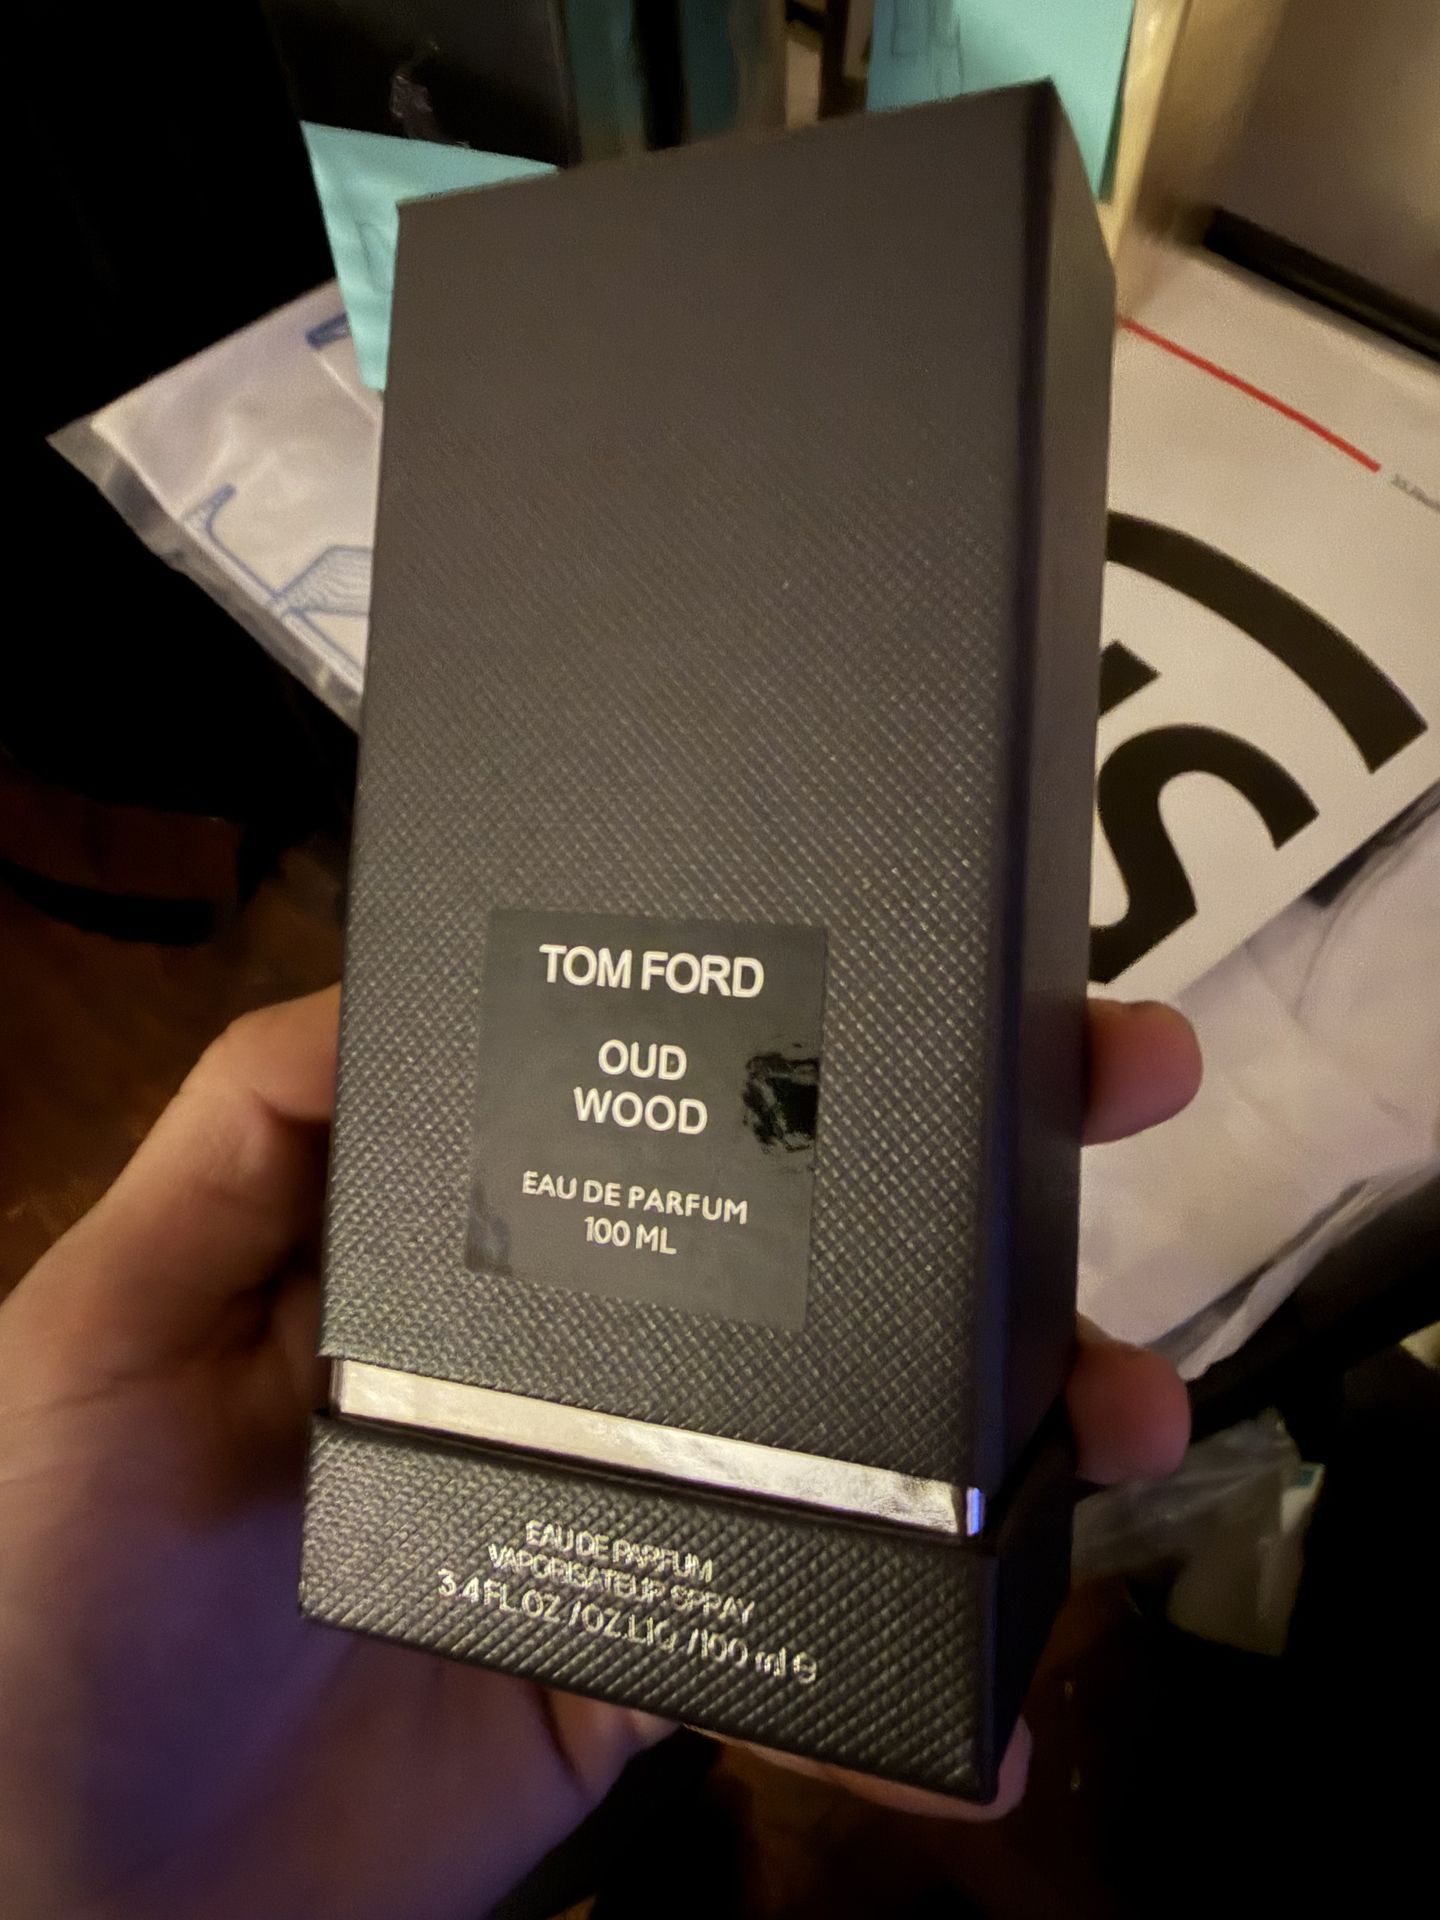 TOM FORD
OUD
WOOD
EAU DE PARFUM
100 ML
EAU DE PARFUM
VAPORISATEUR SPRAY
3.4 FL.OZ./OZ.LIQ./100 ml ℮